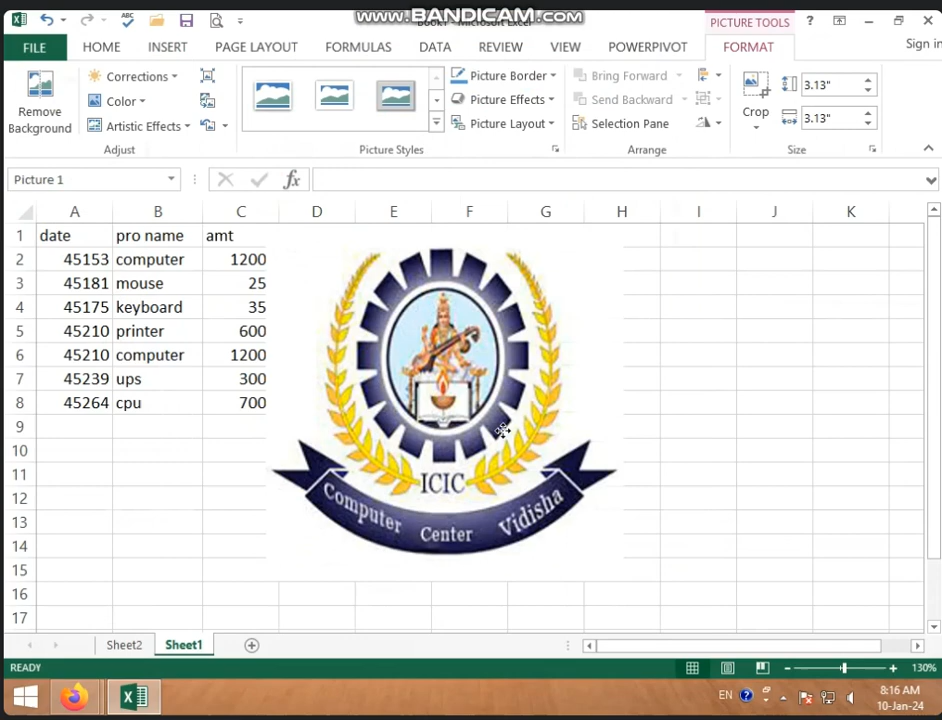 www.BANDICAM.com
PICTURE TOOLS
FILE HOME INSERT PAGE LAYOUT FORMULAS DATA REVIEW VIEW POWERPIVOT FORMAT Sign in
Remove Background
Corrections
Color
Artistic Effects
Adjust
Picture Styles
Picture Border
Picture Effects
Picture Layout
Bring Forward
Send Backward
Selection Pane
Arrange
Crop
3.13"
3.13"
Size
Picture 1
fx
A B C D E F G H I J K
1 date pro name amt
2 45153 computer 1200
3 45181 mouse 25
4 45175 keyboard 35
5 45210 printer 600
6 45210 computer 1200
7 45239 ups 300
8 45264 cpu 700
9
10
11
12
13
14
15
16
17
ICIC
Computer Center Vidisha
Sheet2 Sheet1
READY 130%
EN 8:16 AM
10-Jan-24